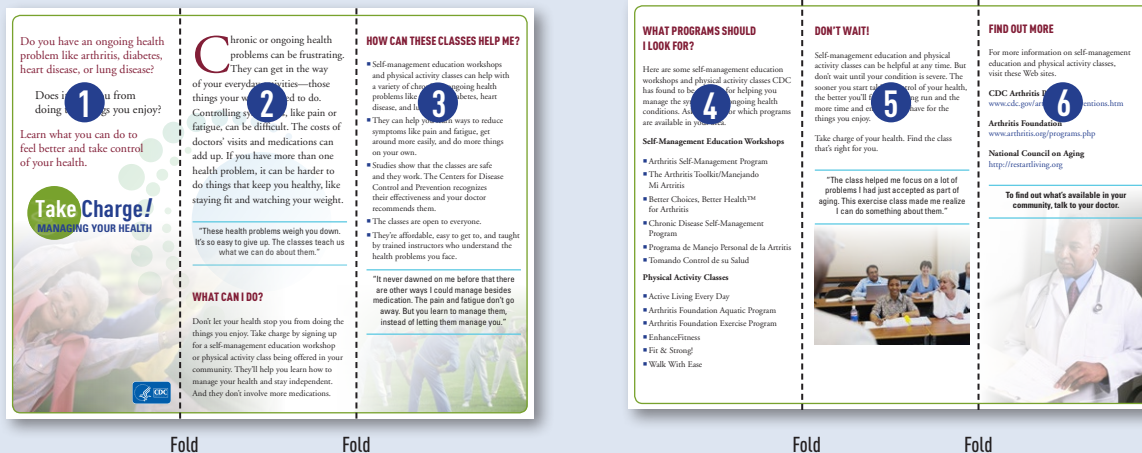 Do you have an ongoing health
problem like arthritis, diabetes,
heart disease, or lung disease?
Does from
doing you enjoy?
Learn what you can do to
feel better and take control
of your health.
1
Take Charge!
MANAGING YOUR HEALTH
CDC
Chronic or ongoing health
problems can be frustrating.
They can get in the way
of your everyday —those
things your to do.
Controlling like pain or
fatigue, can be difficult. The costs of
doctors' visits and medications can
add up. If you have more than one
health problem, it can be harder to
do things that keep you healthy, like
staying fit and watching your weight.
2
"These health problems weigh you down.
It's so easy to give up. The classes teach us
what we can do about them."
WHAT CAN I DO?
Don't let your health stop you from doing the
things you enjoy. Take charge by signing up
for a self-management education workshop
or physical activity class being offered in your
community. They'll help you learn how to
manage your health and stay independent.
And they don't involve more medications.
HOW CAN THESE CLASSES HELP ME?
■ Self-management education workshops
and physical activity classes can help with
a variety of ongoing health
problems like heart
disease, and
■ They can help ways to reduce
symptoms like pain and fatigue, get
around more easily, and do more things
on your own.
■ Studies show that the classes are safe
and they work. The Centers for Disease
Control and Prevention recognizes
their effectiveness and your doctor
recommends them.
■ The classes are open to everyone.
■ They're affordable, easy to get to, and taught
by trained instructors who understand the
health problems you face.
3
"It never dawned on me before that there
are other ways I could manage besides
medication. The pain and fatigue don't go
away. But you learn to manage them,
instead of letting them manage you."
Fold
Fold
WHAT PROGRAMS SHOULD
I LOOK FOR?
Here are some self-management education
workshops and physical activity classes CDC
has found to be for helping you
manage the ongoing health
conditions. or which programs
are available in your area.
4
Self-Management Education Workshops
■ Arthritis Self-Management Program
■ The Arthritis Toolkit/Manejando
Mi Artritis
■ Better Choices, Better Health™
for Arthritis
■ Chronic Disease Self-Management
Program
■ Programa de Manejo Personal de la Artritis
■ Tomando Control de su Salud
Physical Activity Classes
■ Active Living Every Day
■ Arthritis Foundation Aquatic Program
■ Arthritis Foundation Exercise Program
■ EnhanceFitness
■ Fit & Strong!
■ Walk With Ease
DON'T WAIT!
Self-management education and physical
activity classes can be helpful at any time. But
don't wait until your condition is severe. The
sooner you start of your health,
the better you'll run and the
more time and have for the
things you enjoy.
5
Take charge of your health. Find the class
that's right for you.
"The class helped me focus on a lot of
problems I had just accepted as part of
aging. This exercise class made me realize
I can do something about them."
FIND OUT MORE
For more information on self-management
education and physical activity classes,
visit these Web sites.
CDC Arthritis
www.cdc.gov/
Arthritis Foundation
www.arthritis.org/programs.php
6
National Council on Aging
http://restartliving.org
To find out what's available in your
community, talk to your doctor.
Fold
Fold